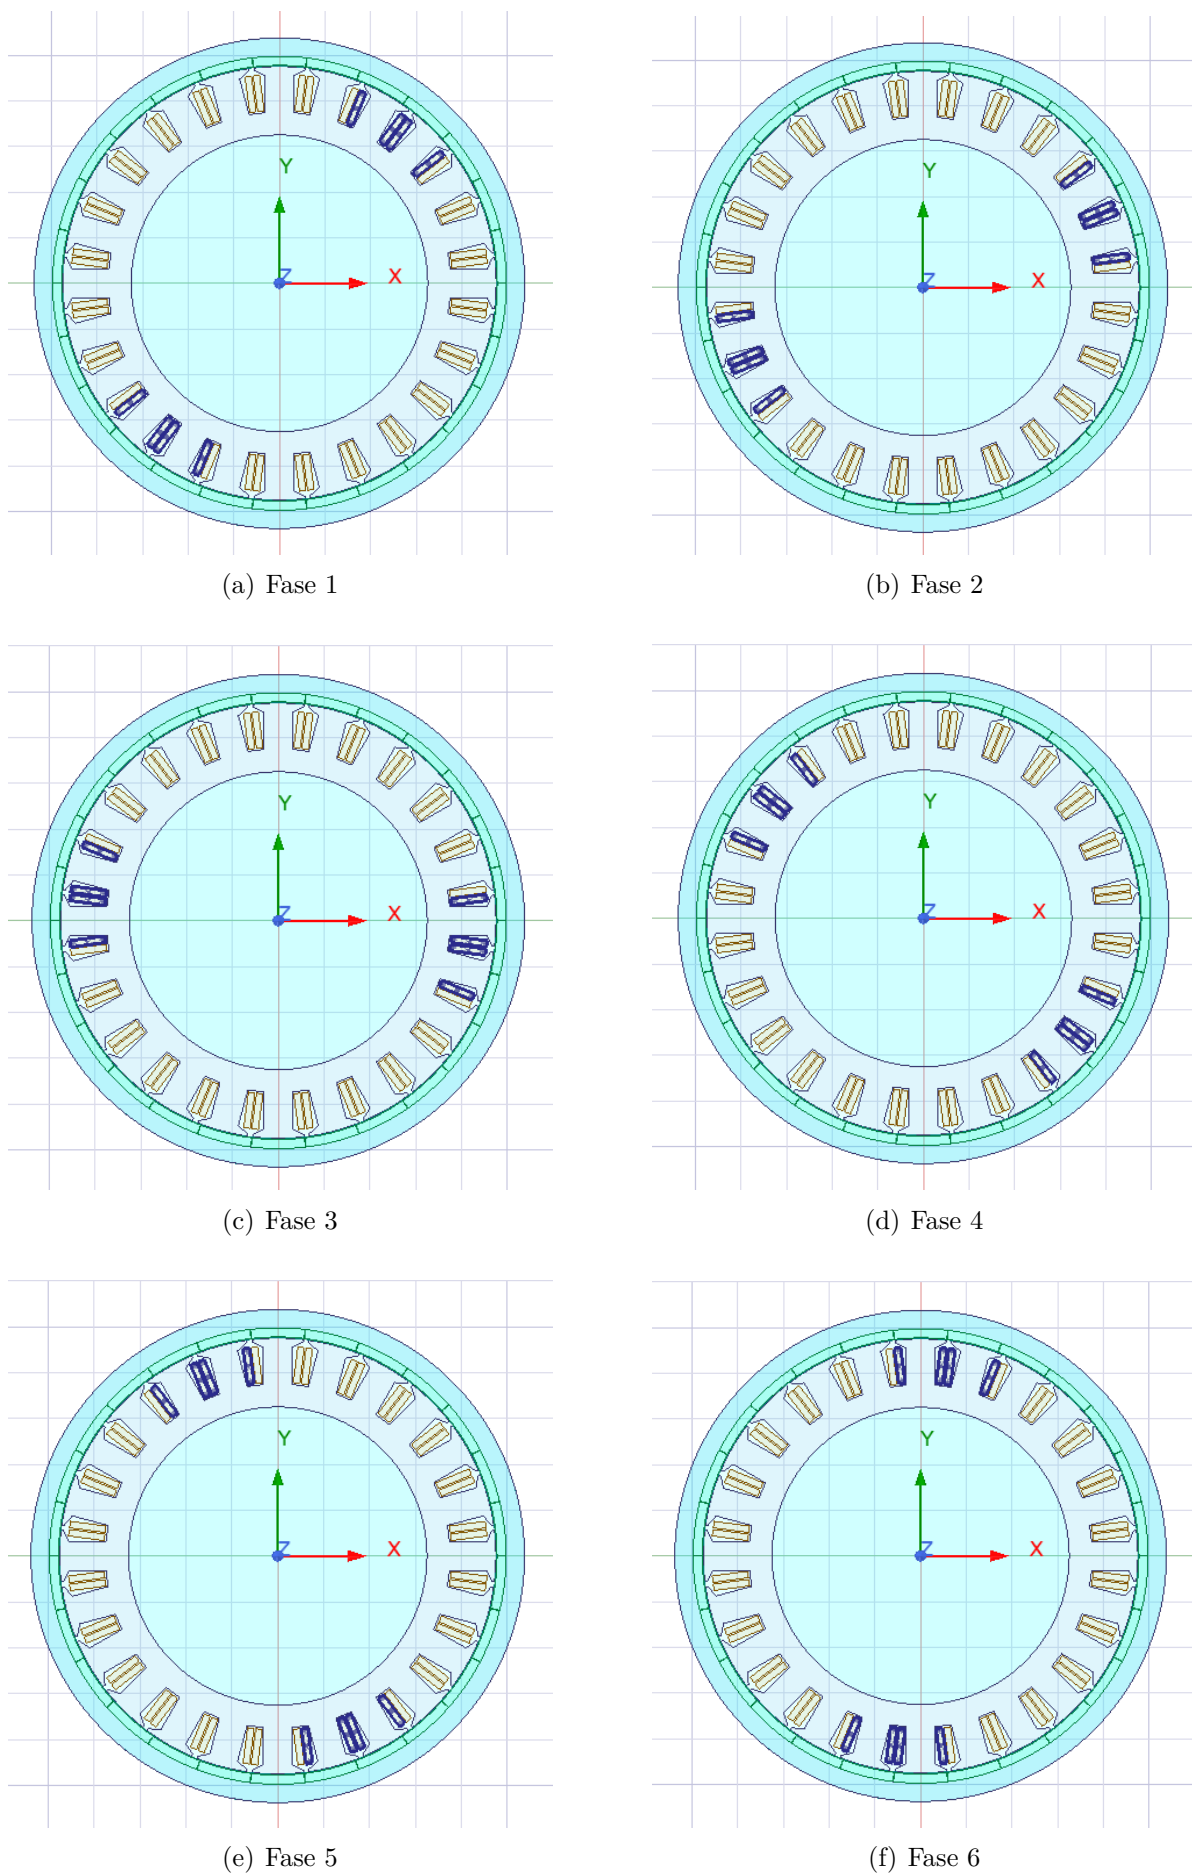 Y
Z X
(a) Fase 1
Y
Z X
(b) Fase 2
Y
Z X
(c) Fase 3
Y
Z X
(d) Fase 4
Y
Z X
(e) Fase 5
Y
Z X
(f) Fase 6